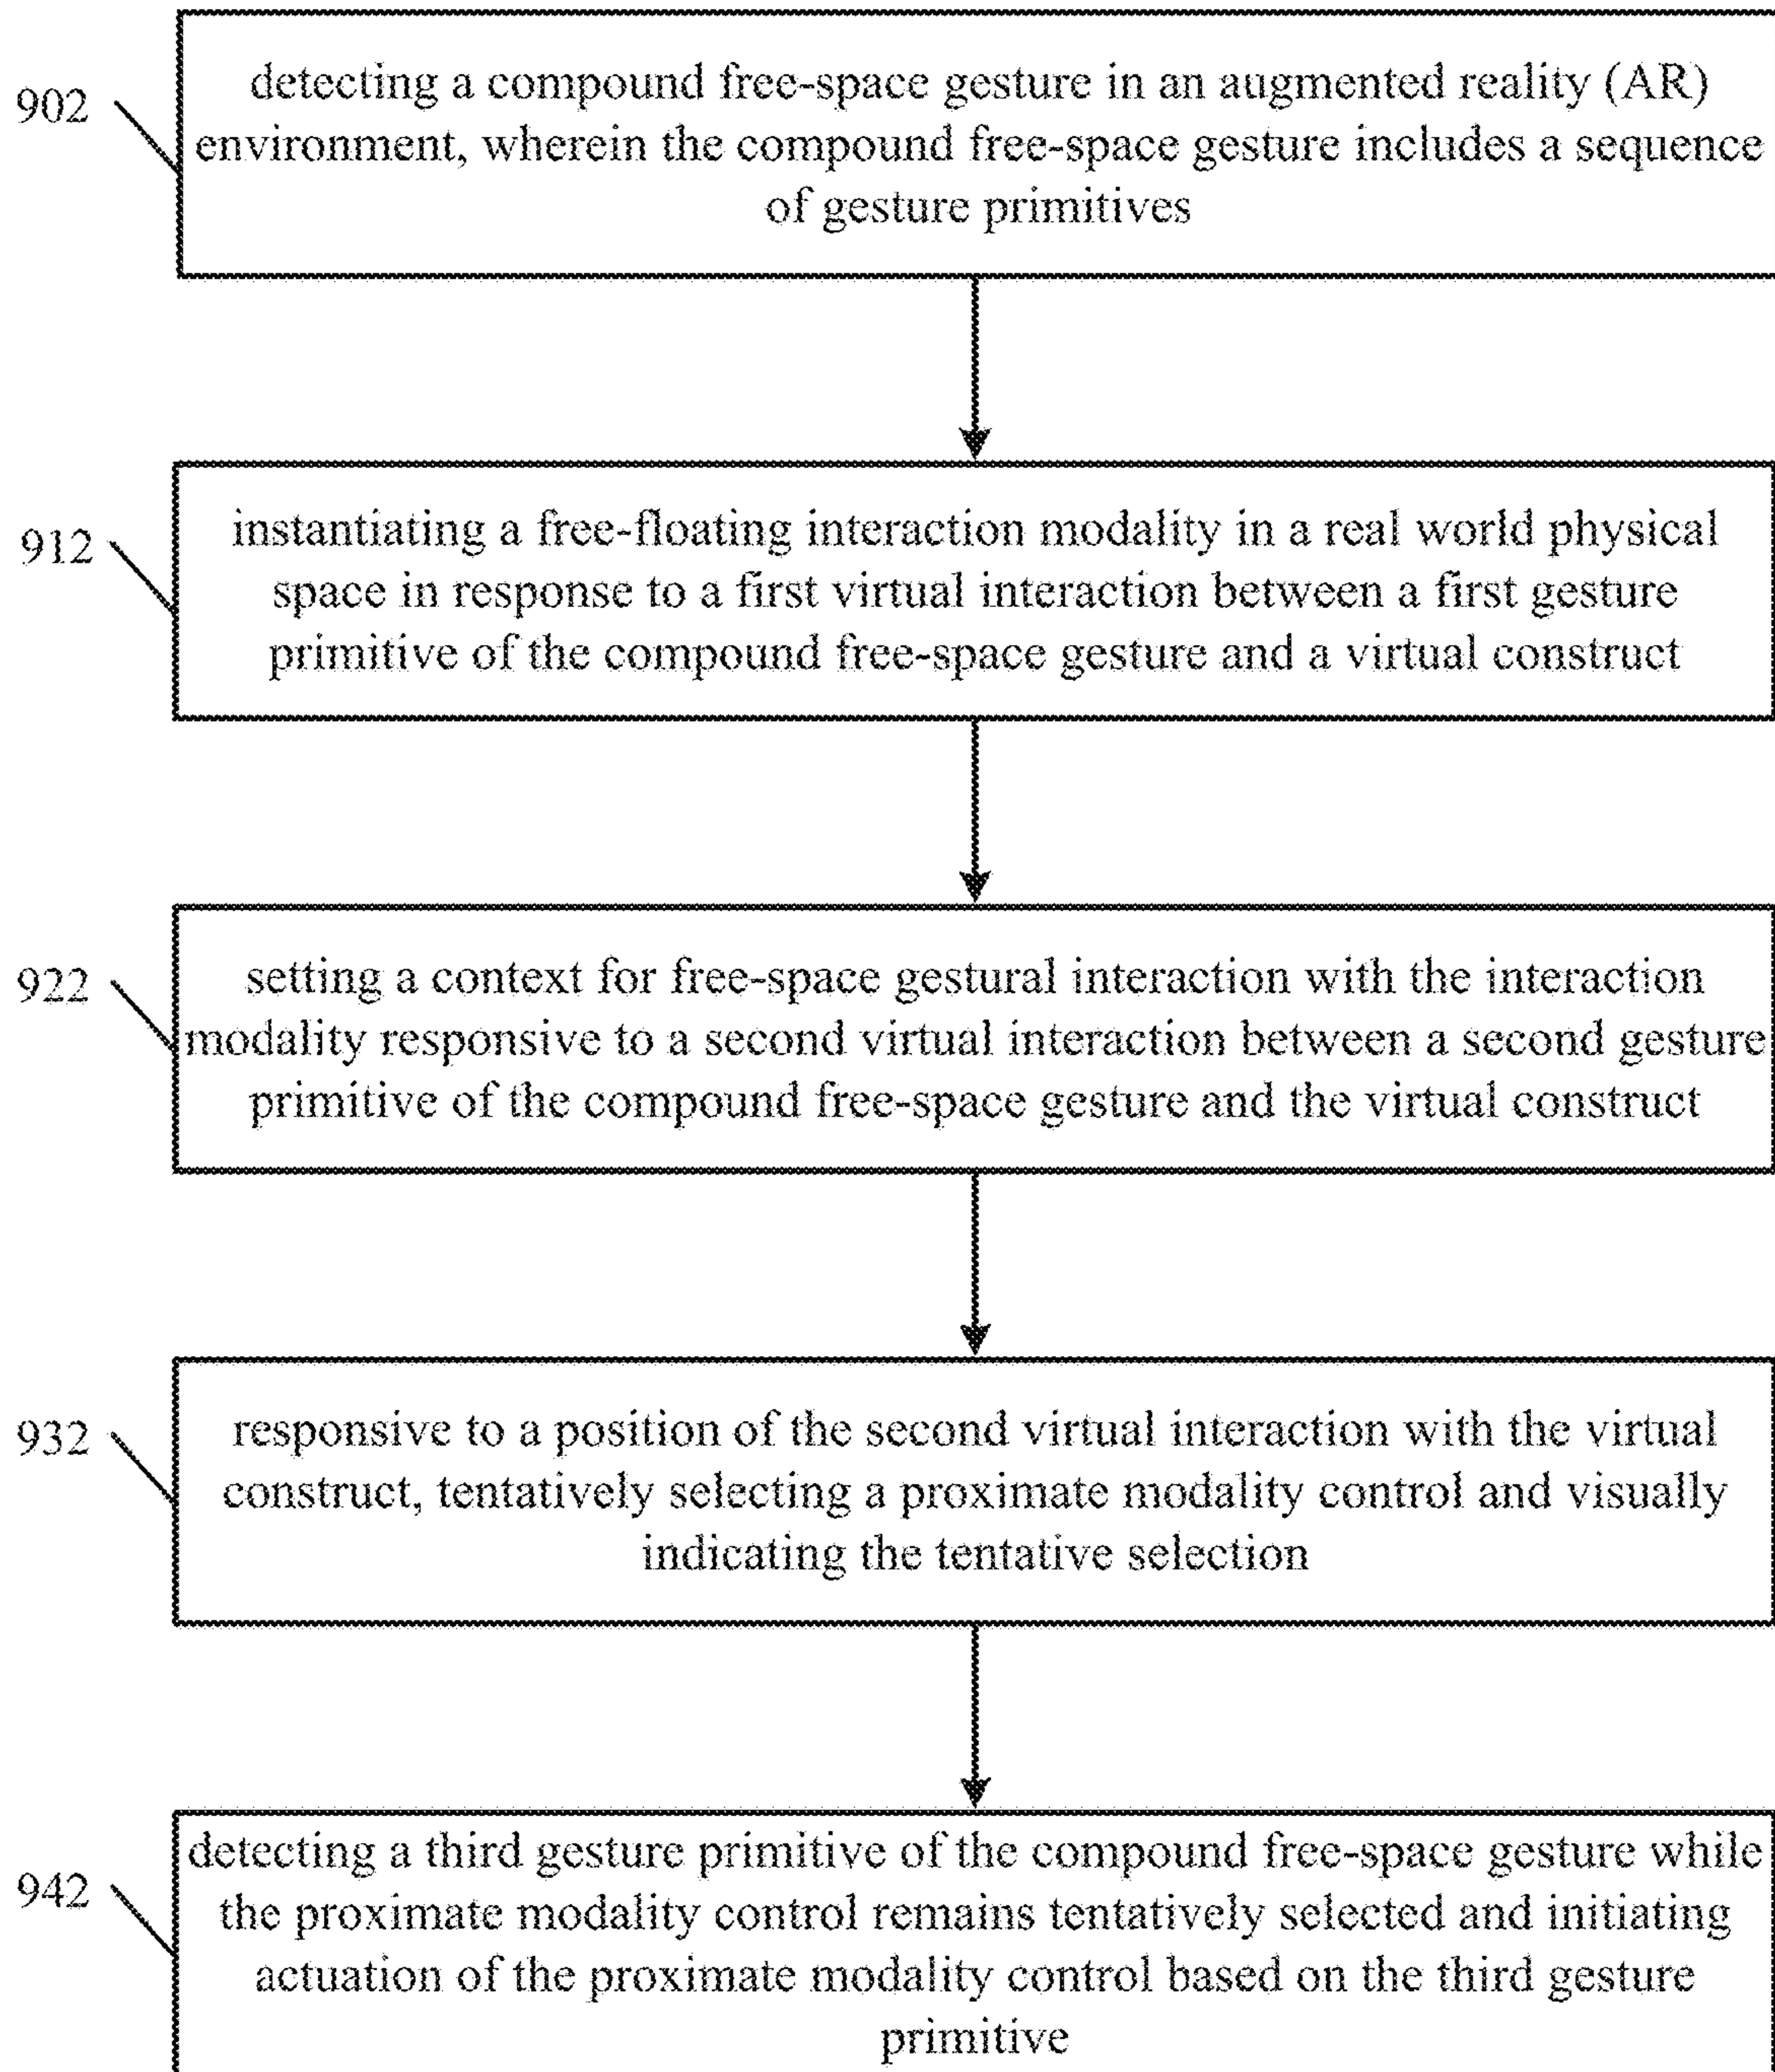 902
detecting a compound free-space gesture in an augmented reality (AR)
environment, wherein the compound free-space gesture includes a sequence
of gesture primitives
912
instantiating a free-floating interaction modality in a real world physical
space in response to a first virtual interaction between a first gesture
primitive of the compound free-space gesture and a virtual construct
922
setting a context for free-space gestural interaction with the interaction
modality responsive to a second virtual interaction between a second gesture
primitive of the compound free-space gesture and the virtual construct
932
responsive to a position of the second virtual interaction with the virtual
construct, tentatively selecting a proximate modality control and visually
indicating the tentative selection
942
detecting a third gesture primitive of the compound free-space gesture while
the proximate modality control remains tentatively selected and initiating
actuation of the proximate modality control based on the third gesture
primitive